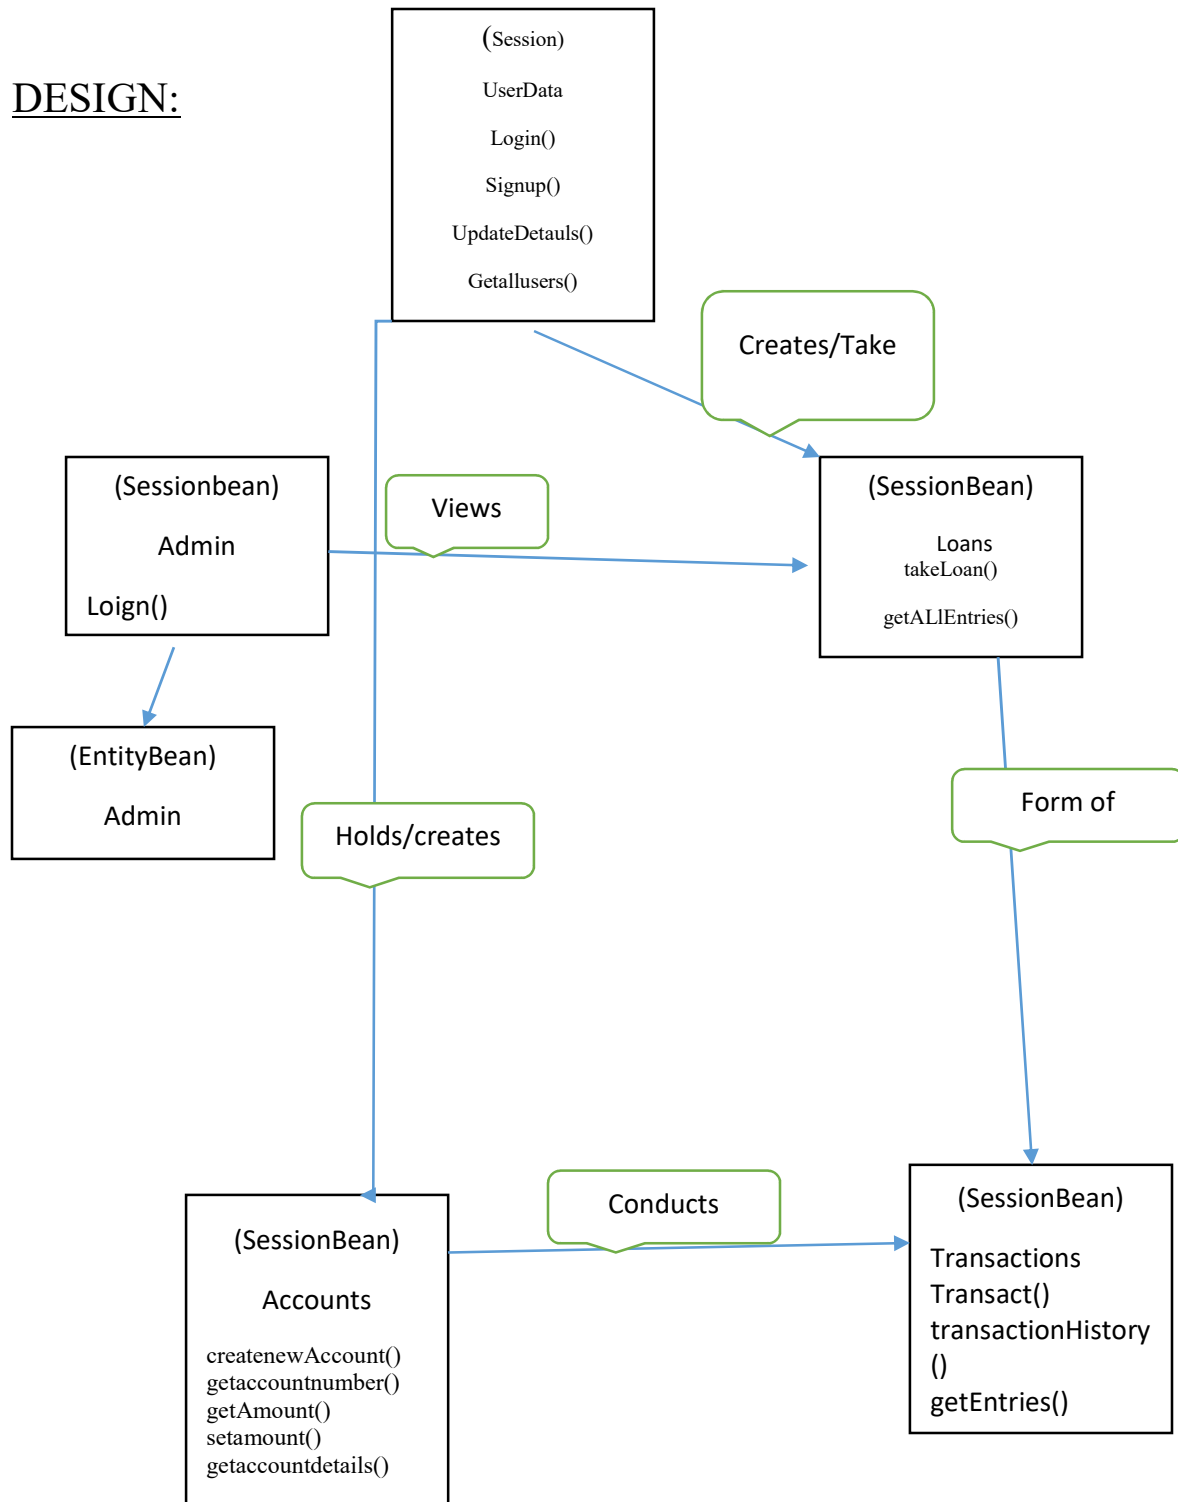 DESIGN:
(Session)
UserData
Login()
Signup()
UpdateDetauls()
Getallusers()
Creates/Take
(Sessionbean)
Admin
Loign()
Views
(SessionBean)
Loans
takeLoan()
getALlEntries()
(EntityBean)
Admin
Holds/creates
Form of
(SessionBean)
Accounts
createnewAccount()
getaccountnumber()
getAmount()
setamount()
getaccountdetails()
Conducts
(SessionBean)
Transactions
Transact()
transactionHistory
()
getEntries()